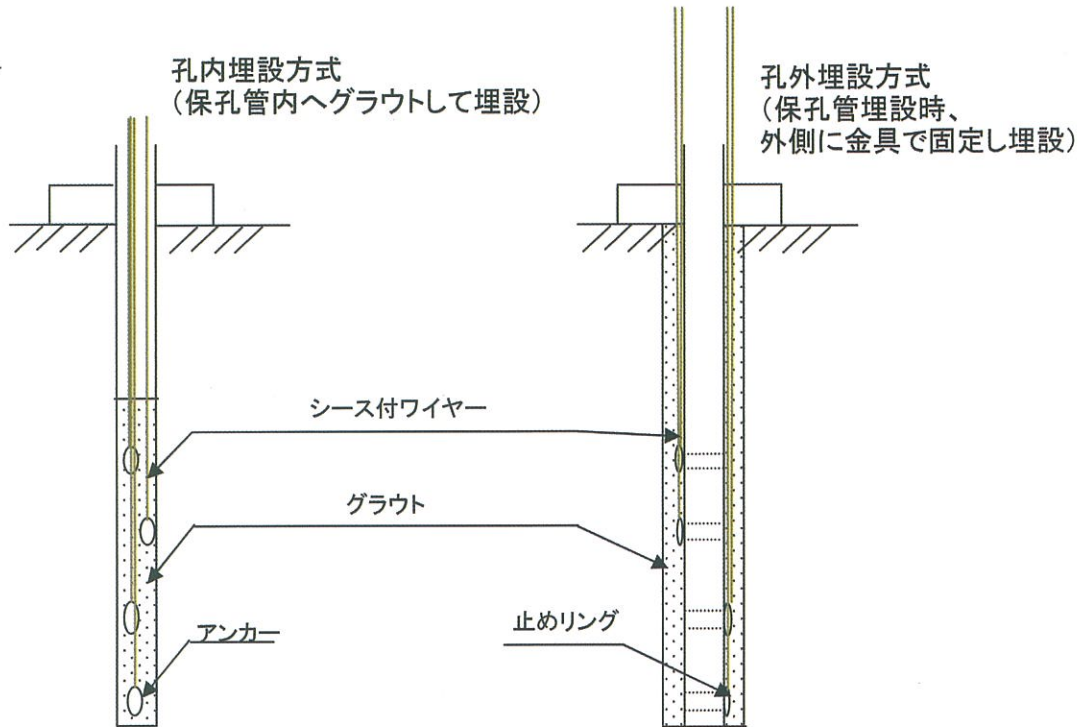 孔内埋設方式
（保孔管内へグラウトして埋設）
孔外埋設方式
（保孔管埋設時、
外側に金具で固定し埋設）
シース付ワイヤー
グラウト
アンカー
止めリング